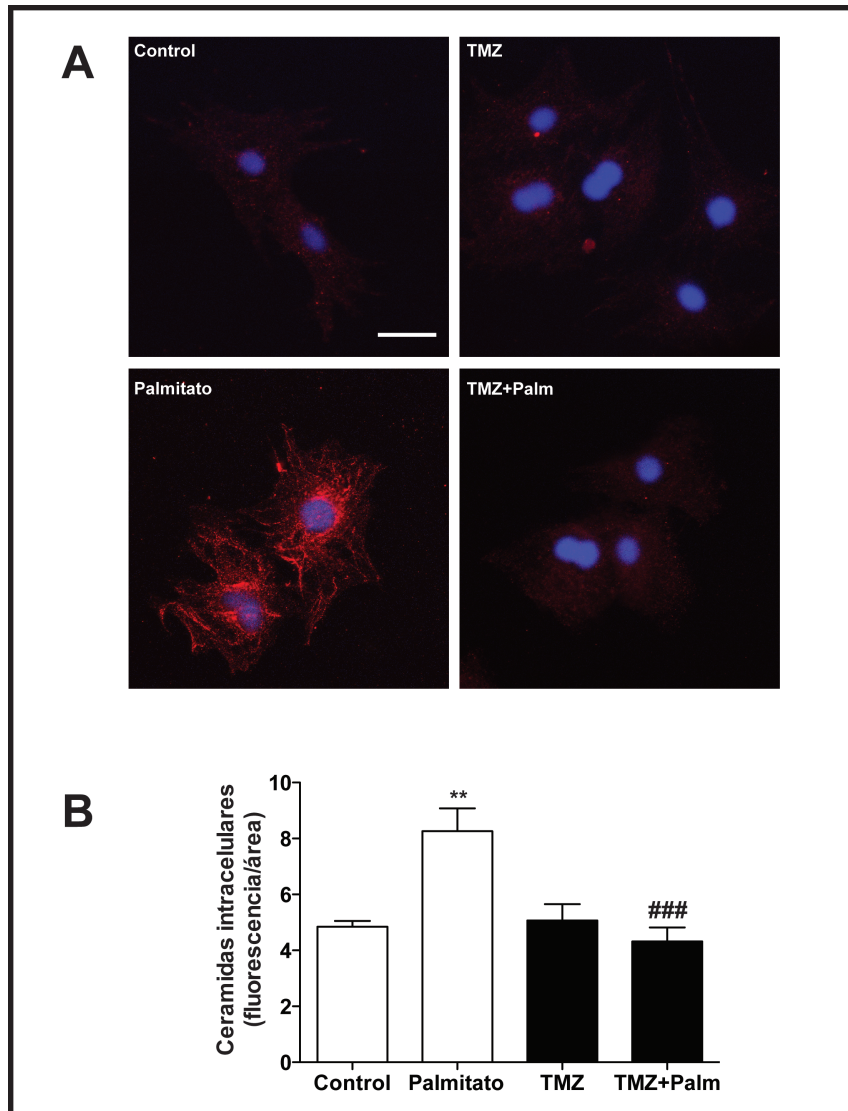 A
Control
TMZ
Palmitato
TMZ+Palm
B
Ceramidas intracelulares
(fluorescencia/área)
10
8
6
4
2
0
**
###
Control
Palmitato
TMZ
TMZ+Palm